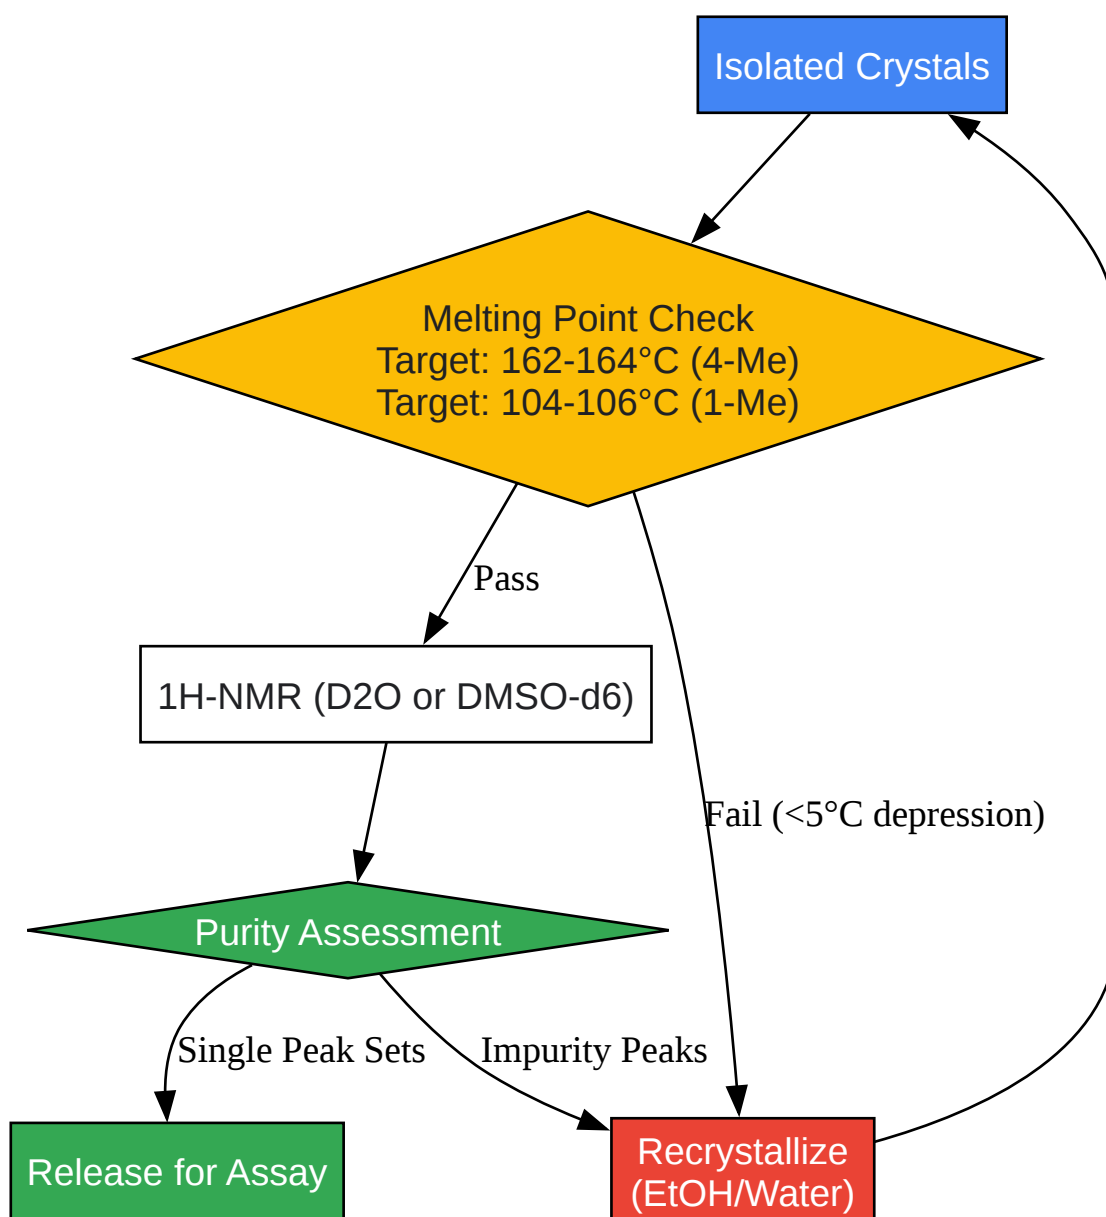 Isolated Crystals
Melting Point Check
Target: 162-164°C (4-Me)
Target: 104-106°C (1-Me)
Pass
1H-NMR (D2O or DMSO-d6)
Fail (<5°C depression)
Purity Assessment
Single Peak Sets
Impurity Peaks
Release for Assay
Recrystallize
(EtOH/Water)